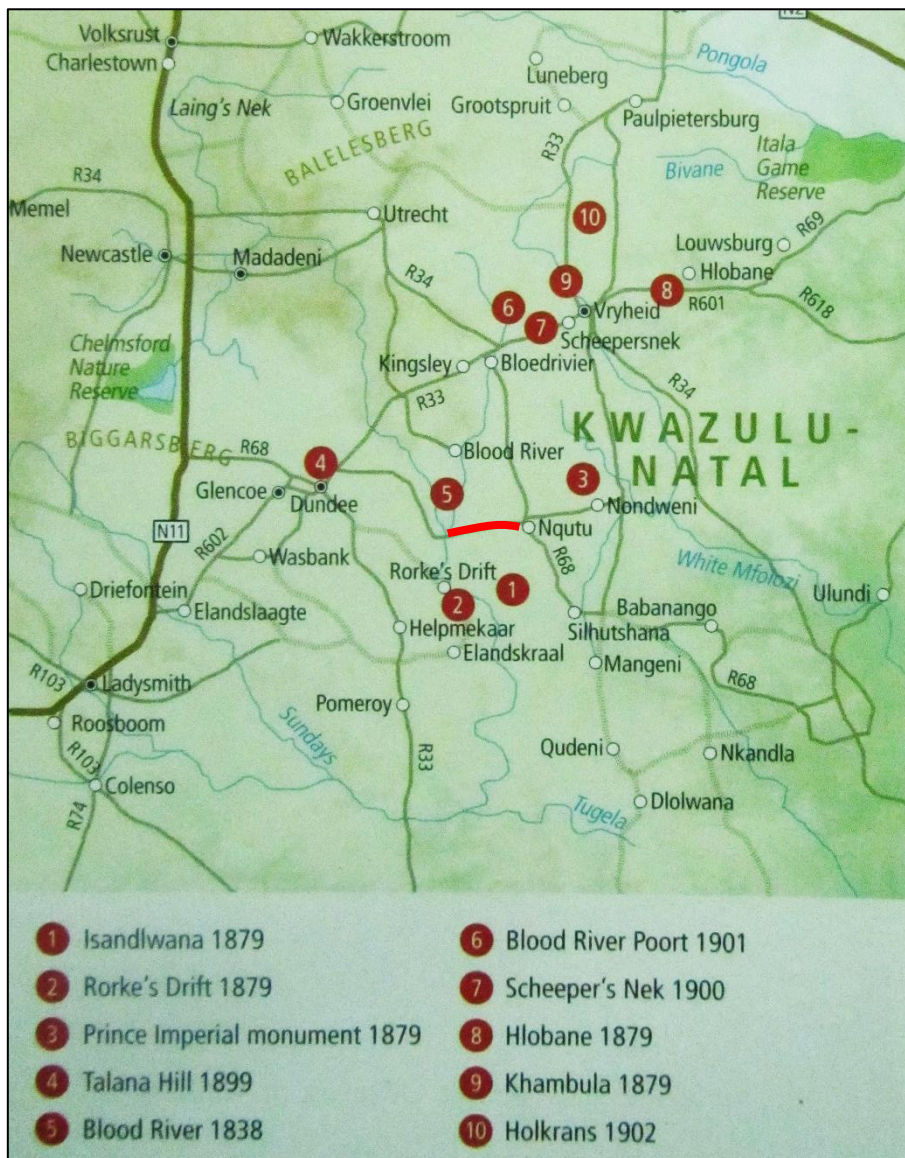 N2
Volksrust
Wakkerstroom
Charlestown
Luneberg
Pongola
Laing's Nek
Groenvlei
Grootspruit
Paulpietersburg
BALELESBERG
R33
Itala
Game
Reserve
Bivane
R34
Memel
Utrecht
10
Louwsburg
R69
Newcastle
Madadeni
Hlobane
R34
9
8
R601
R618
6
Vryheid
7
Scheepersnek
Chelmsford
Nature
Reserve
Kingsley
Bloedrivier
R33
R34
KWAZULU-
NATAL
BIGGARSBERG
R68
Blood River
4
3
Glencoe
Dundee
5
Nondweni
N11
Nqutu
R602
Wasbank
R68
White Mfolozi
Driefontein
Rorke's Drift
1
Ulundi
2
Elandslaagte
Babanango
Helpmekaar
Silhutshana
Elandskraal
Mangeni
R103
Ladysmith
R68
Pomeroy
Roosboom
Sundays
R103
Qudeni
Nkandla
R33
Colenso
R74
Tugela
Dlolwana
1 Isandlwana 1879
2 Rorke's Drift 1879
3 Prince Imperial monument 1879
4 Talana Hill 1899
5 Blood River 1838
6 Blood River Poort 1901
7 Scheeper's Nek 1900
8 Hlobane 1879
9 Khambula 1879
10 Holkrans 1902